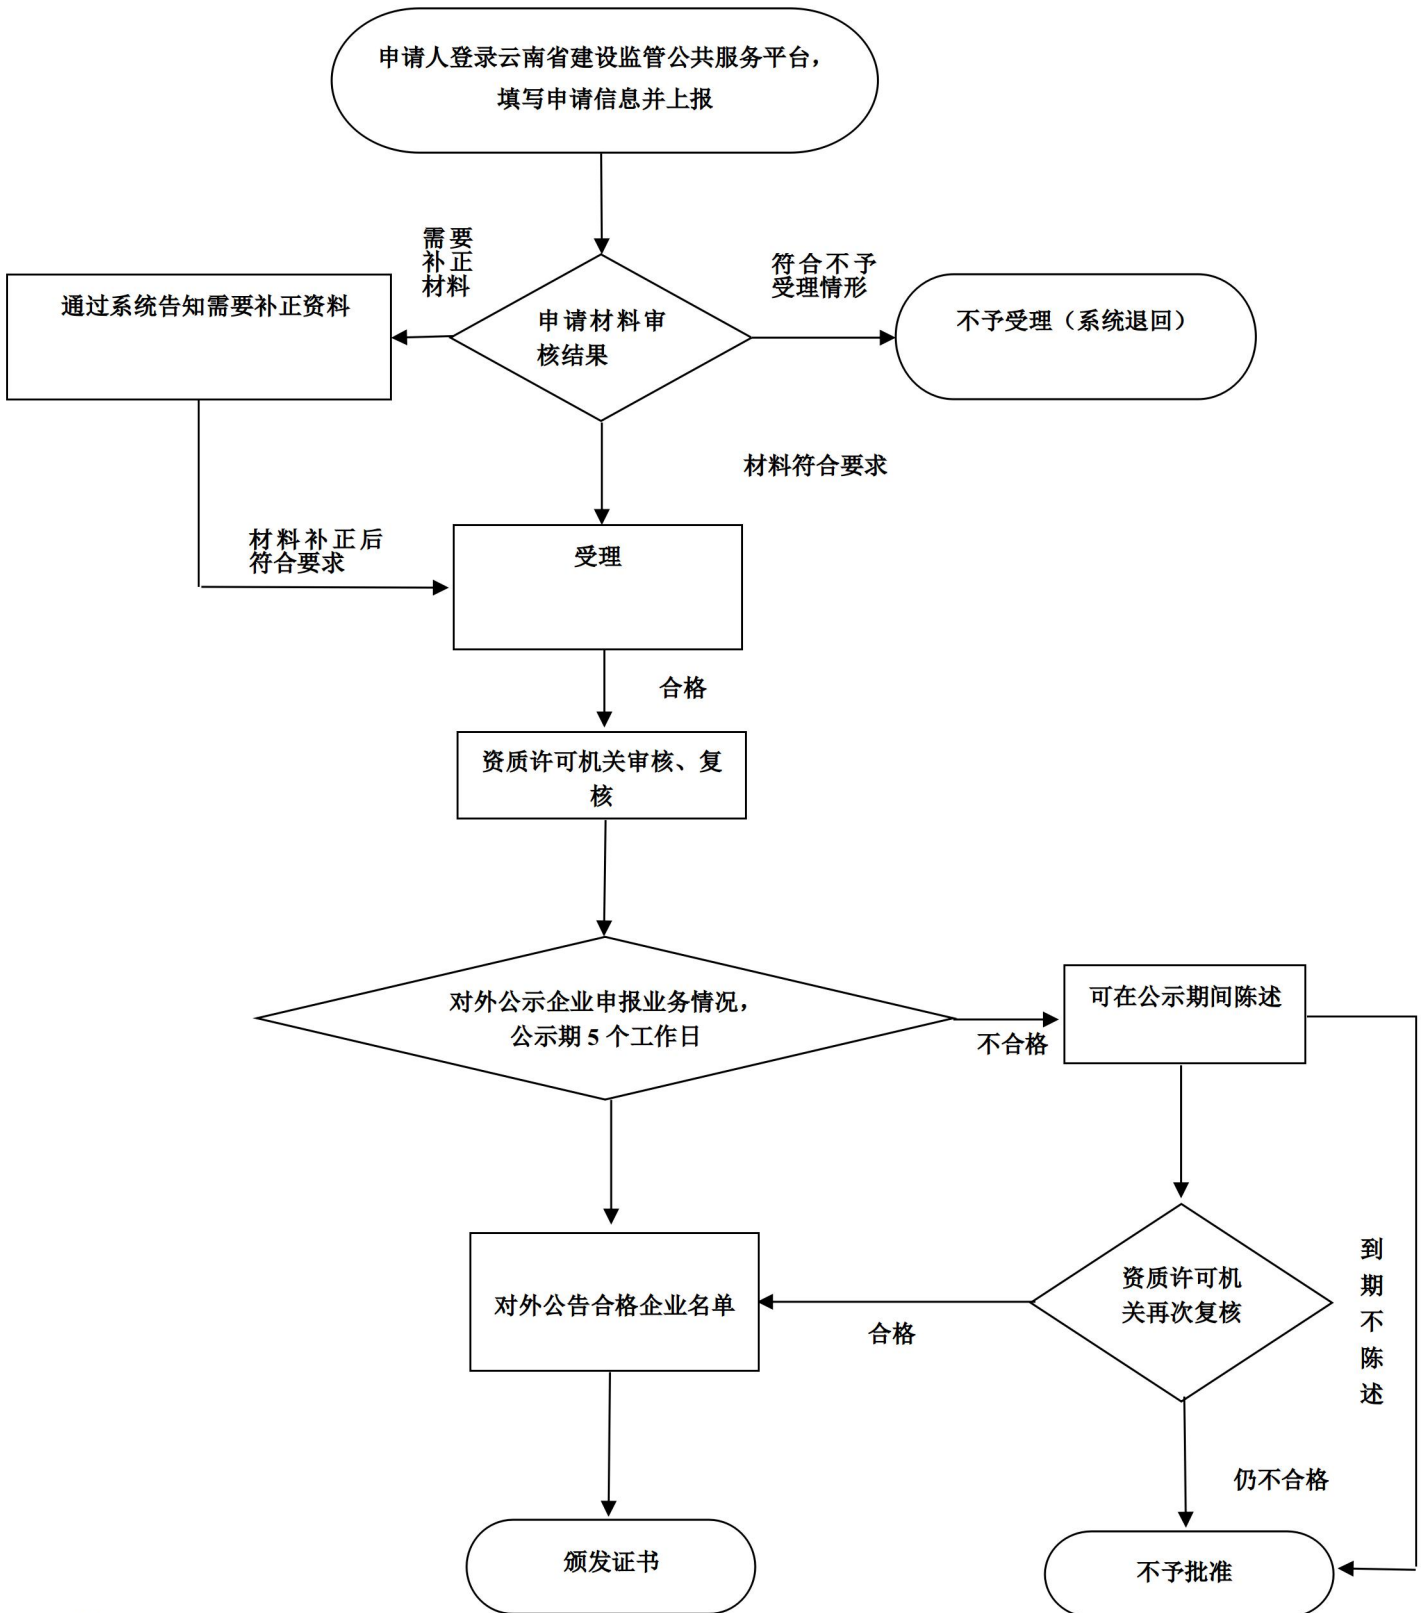 申请人登录云南省建设监管公共服务平台，
填写申请信息并上报
需要
补正
材料
符合不予
受理情形
通过系统告知需要补正资料
申请材料审
核结果
不予受理（系统退回）
材料符合要求
材料补正后
符合要求
受理
合格
资质许可机关审核、复
核
对外公示企业申报业务情况，
公示期 5 个工作日
不合格
可在公示期间陈述
资质许可机
关再次复核
到
期
不
陈
述
对外公告合格企业名单
合格
仍不合格
颁发证书
不予批准